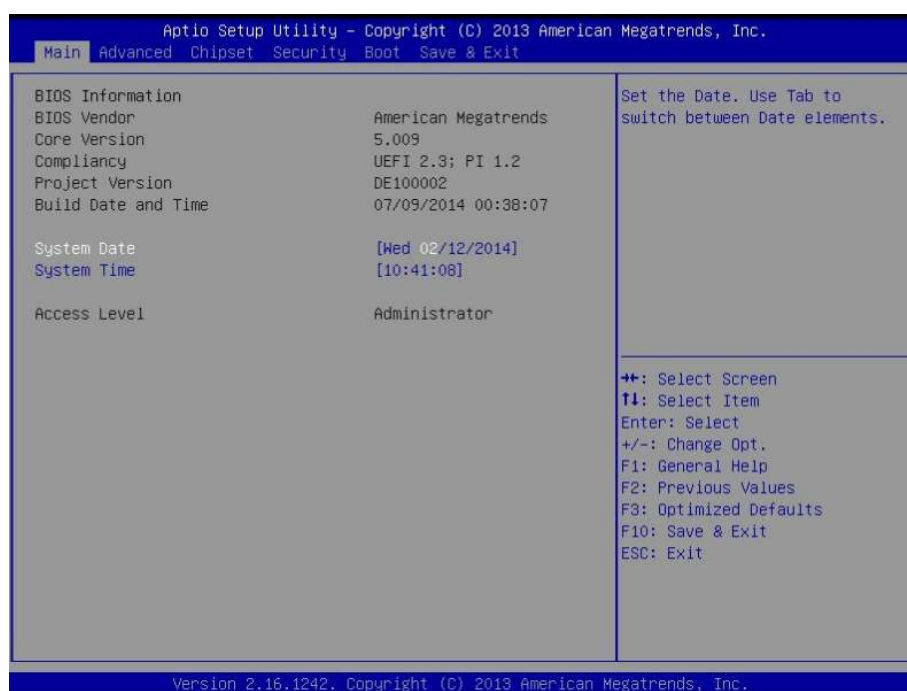 Aptio Setup Utility – Copyright (C) 2013 American Megatrends, Inc.
Main Advanced Chipset Security Boot Save & Exit
BIOS Information
BIOS Vendor American Megatrends
Core Version 5.009
Compliancy UEFI 2.3; PI 1.2
Project Version DE100002
Build Date and Time 07/09/2014 00:38:07
System Date [Wed 02/12/2014]
System Time [10:41:08]
Access Level Administrator
Set the Date. Use Tab to
switch between Date elements.
→←: Select Screen
↑↓: Select Item
Enter: Select
+/-: Change Opt.
F1: General Help
F2: Previous Values
F3: Optimized Defaults
F10: Save & Exit
ESC: Exit
Version 2.16.1242. Copyright (C) 2013 American Megatrends, Inc.